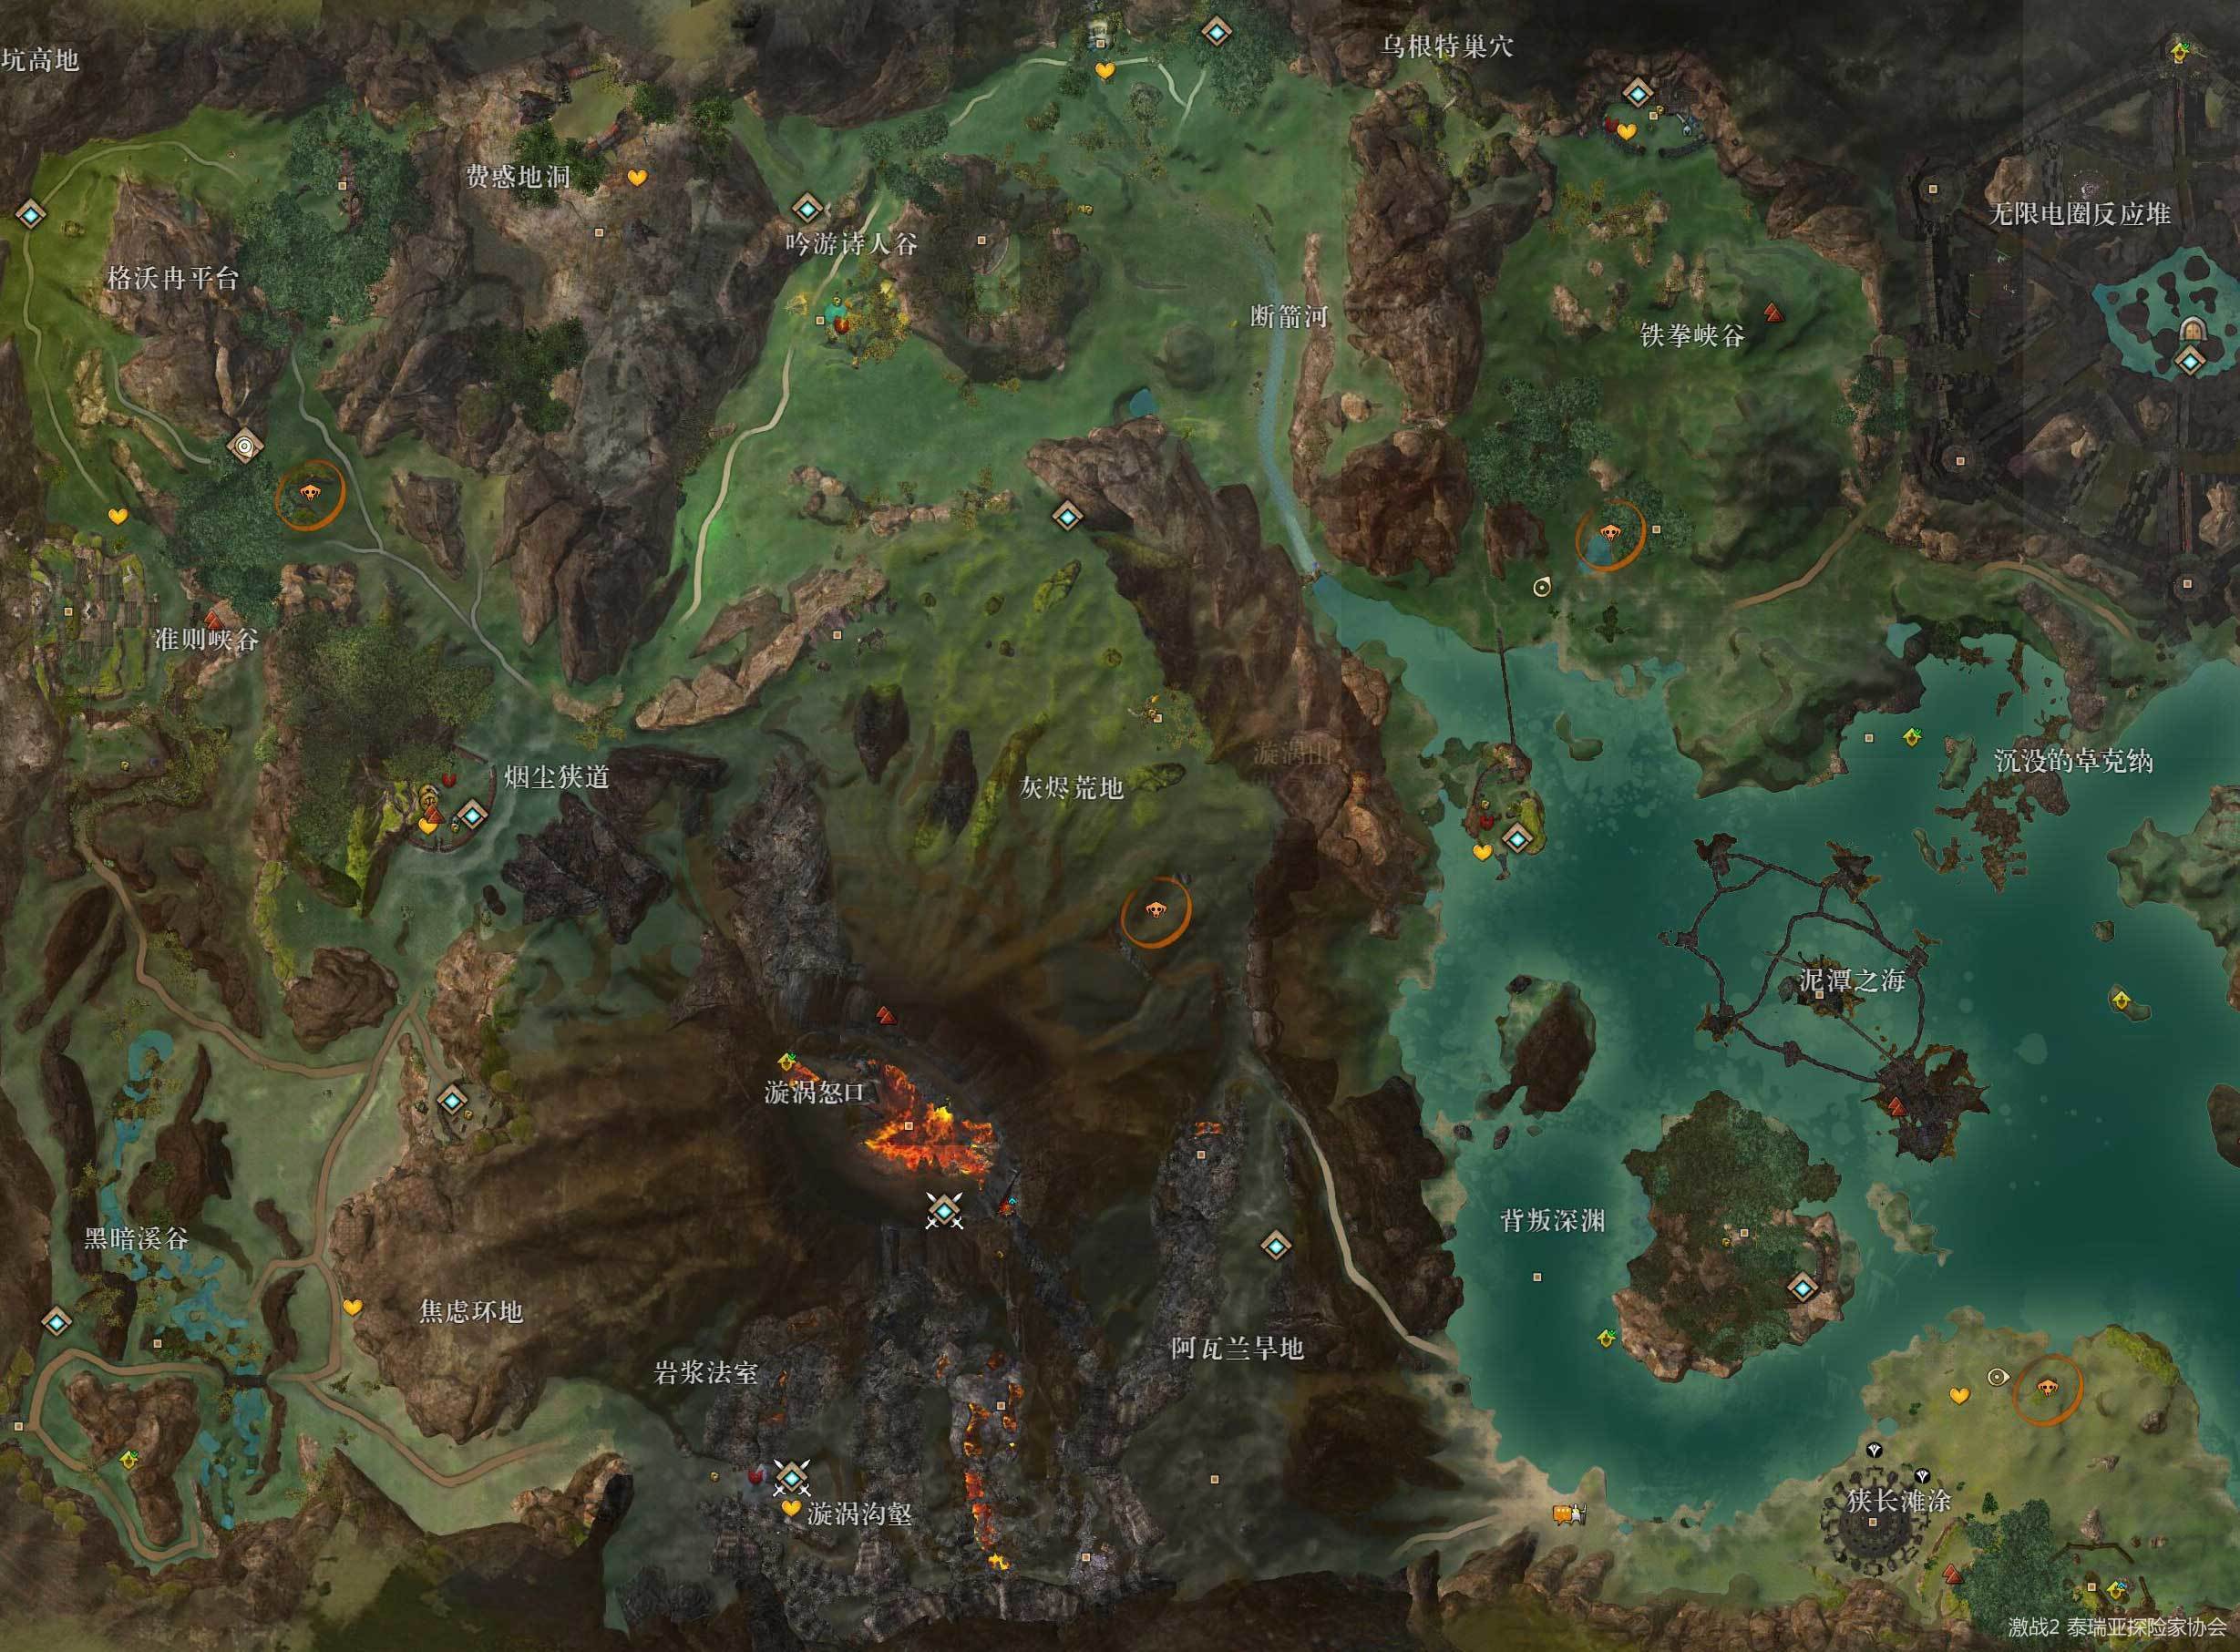 坑高地
乌根特巢穴
费惑地洞
无限电圈反应堆
吟游诗人谷
格沃冉平台
断箭河
铁拳峡谷
准则峡谷
漩涡山
沉没的卓克纳
烟尘狭道
灰烬荒地
泥潭之海
漩涡怒口
背叛深渊
黑暗溪谷
焦虑环地
阿瓦兰旱地
岩浆法室
狭长滩涂
漩涡沟壑
激战2 泰瑞亚探险家协会